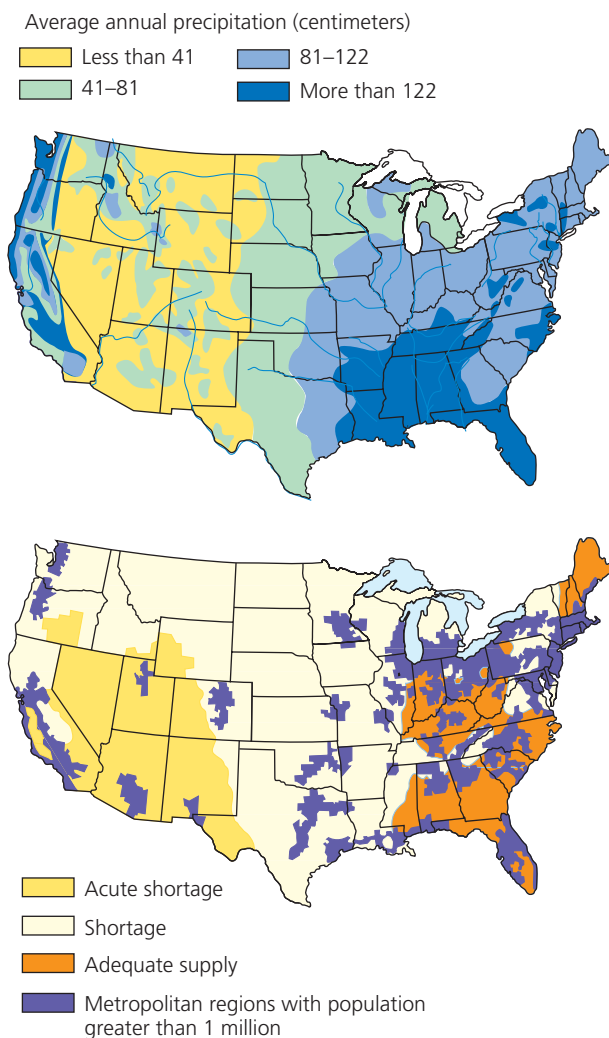 Average annual precipitation (centimeters)
Less than 41
81–122
41–81
More than 122
Acute shortage
Shortage
Adequate supply
Metropolitan regions with population
greater than 1 million